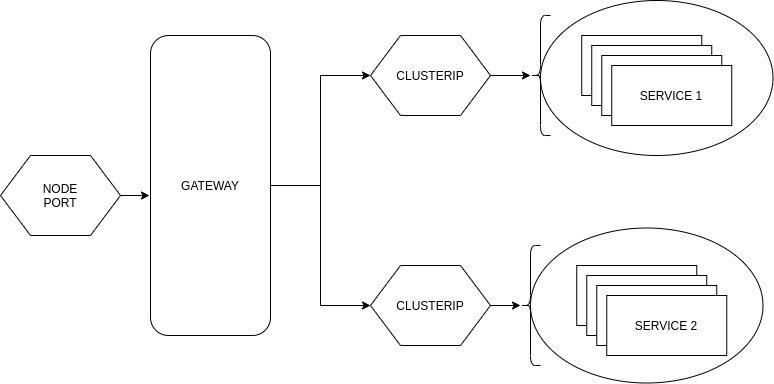 NODE
PORT
GATEWAY
CLUSTERIP
SERVICE 1
CLUSTERIP
SERVICE 2